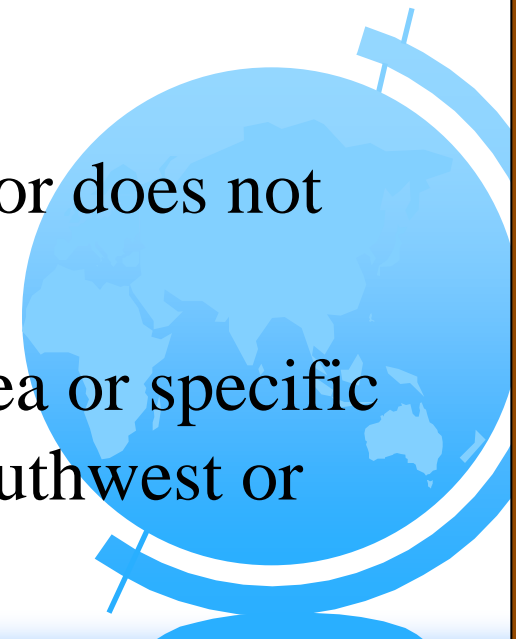 or does not
ea or specific
uthwest or